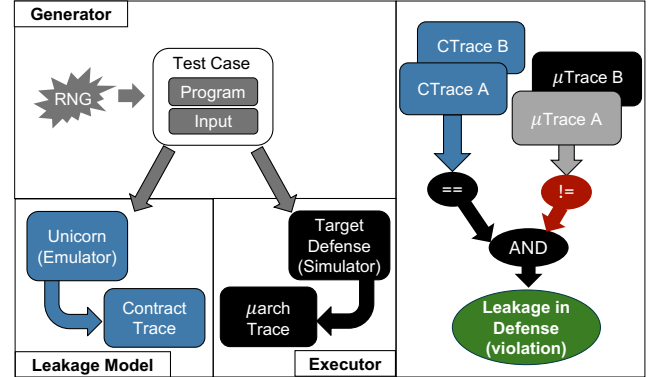 Generator
RNG
Test Case
Program
Input
Unicorn
(Emulator)
Contract
Trace
Leakage Model
Target
Defense
(Simulator)
μarch
Trace
Executor
CTrace B
CTrace A
μTrace B
μTrace A
==
!=
AND
Leakage in
Defense
(violation)